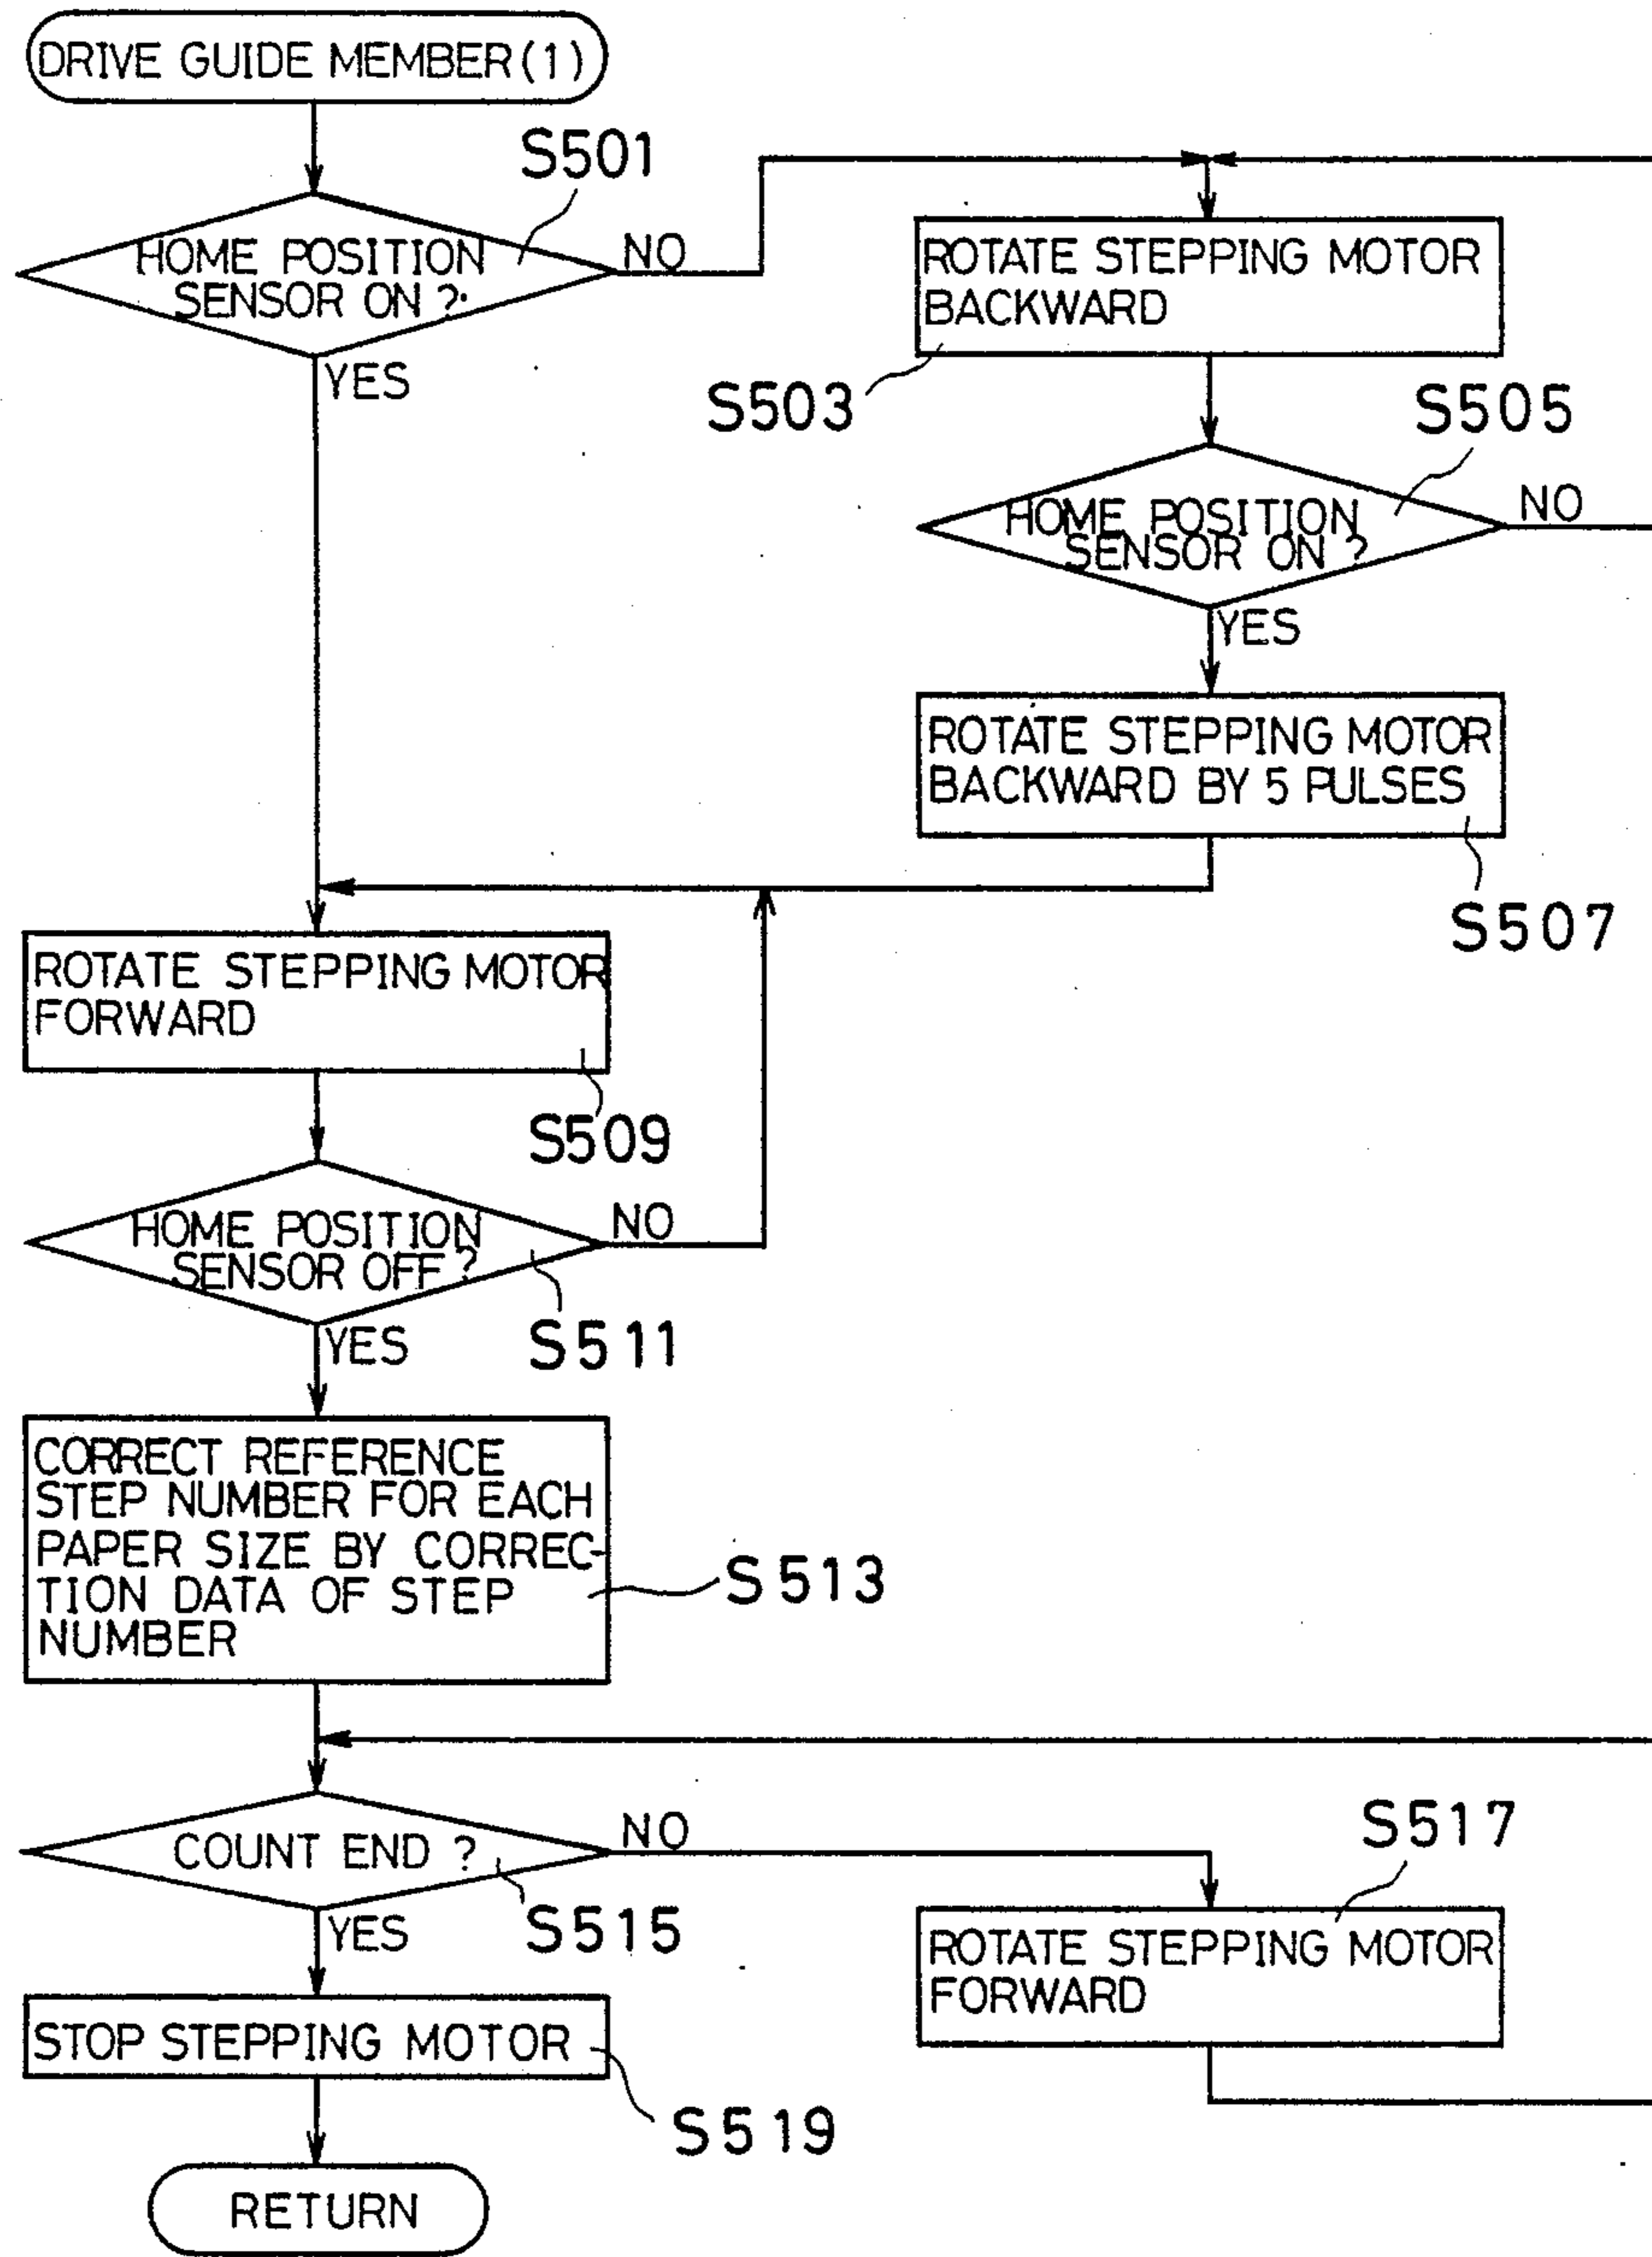 DRIVE GUIDE MEMBER(1)
S501
HOME POSITION
SENSOR ON ?
NO
YES
ROTATE STEPPING MOTOR
BACKWARD
S503
S505
HOME POSITION
SENSOR ON ?
NO
YES
ROTATE STEPPING MOTOR
BACKWARD BY 5 PULSES
S507
ROTATE STEPPING MOTOR
FORWARD
S509
HOME POSITION
SENSOR OFF ?
NO
S511
YES
CORRECT REFERENCE
STEP NUMBER FOR EACH
PAPER SIZE BY CORREC-
TION DATA OF STEP
NUMBER
S513
COUNT END ?
NO
S515
YES
S517
ROTATE STEPPING MOTOR
FORWARD
STOP STEPPING MOTOR
S519
RETURN